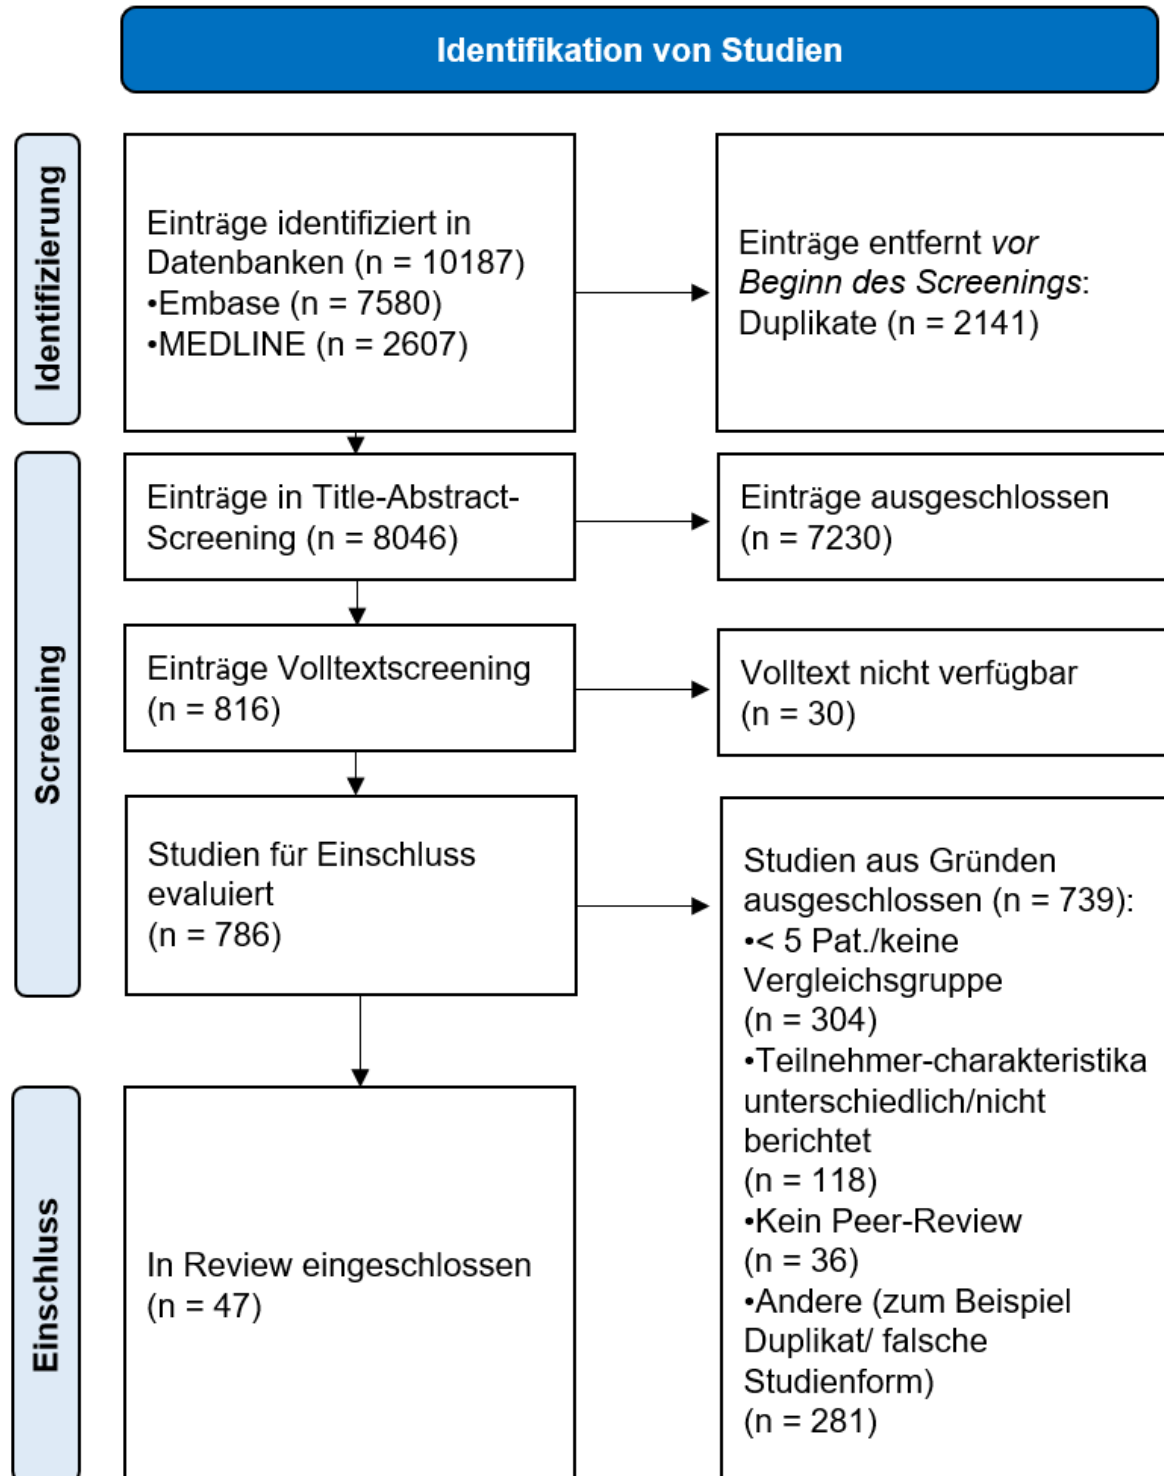 Identifikation von Studien
Identifizierung
Einträge identifiziert in
Datenbanken (n = 10187)
•Embase (n = 7580)
•MEDLINE (n = 2607)
Einträge entfernt vor
Beginn des Screenings:
Duplikate (n = 2141)
Screening
Einträge in Title-Abstract-
Screening (n = 8046)
Einträge ausgeschlossen
(n = 7230)
Einträge Volltextscreening
(n = 816)
Volltext nicht verfügbar
(n = 30)
Studien für Einschluss
evaluiert
(n = 786)
Studien aus Gründen
ausgeschlossen (n = 739):
•< 5 Pat./keine
Vergleichsgruppe
(n = 304)
•Teilnehmer-charakteristika
unterschiedlich/nicht
berichtet
(n = 118)
•Kein Peer-Review
(n = 36)
•Andere (zum Beispiel
Duplikat/ falsche
Studienform)
(n = 281)
Einschluss
In Review eingeschlossen
(n = 47)